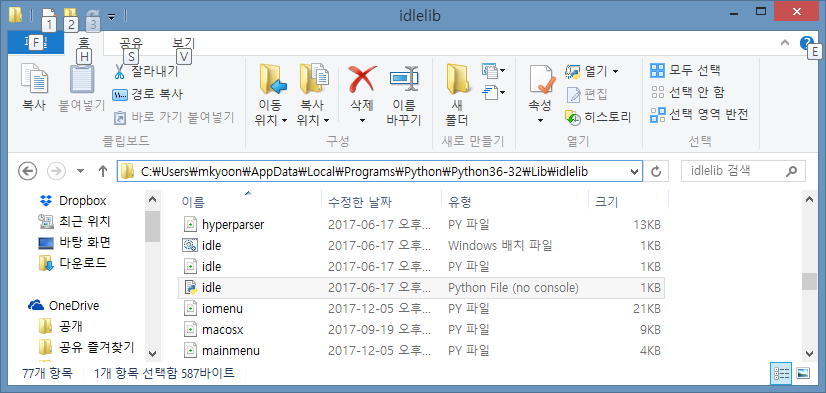 idlelib
1 2 3
파일 홈 공유 보기
F H S V E
복사
붙여넣기
잘라내기
경로 복사
바로 가기 붙여넣기
클립보드
이동 위치
복사 위치
삭제
이름 바꾸기
구성
새 폴더
새로 만들기
속성
열기
편집
히스토리
열기
모두 선택
선택 안 함
선택 영역 반전
선택
C:₩Users₩mkyoon₩AppData₩Local₩Programs₩Python₩Python36-32₩Lib₩idlelib
idlelib 검색
Dropbox
최근 위치
바탕 화면
다운로드
OneDrive
공개
공유 즐겨찾기
이름 수정한 날짜 유형 크기
hyperparser 2017-06-17 오후... PY 파일 13KB
idle 2017-06-17 오후... Windows 배치 파일 1KB
idle 2017-06-17 오후... PY 파일 1KB
idle 2017-06-17 오후... Python File (no console) 1KB
iomenu 2017-12-05 오후... PY 파일 21KB
macosx 2017-09-19 오후... PY 파일 9KB
mainmenu 2017-12-05 오후... PY 파일 4KB
77개 항목 1개 항목 선택함 587바이트